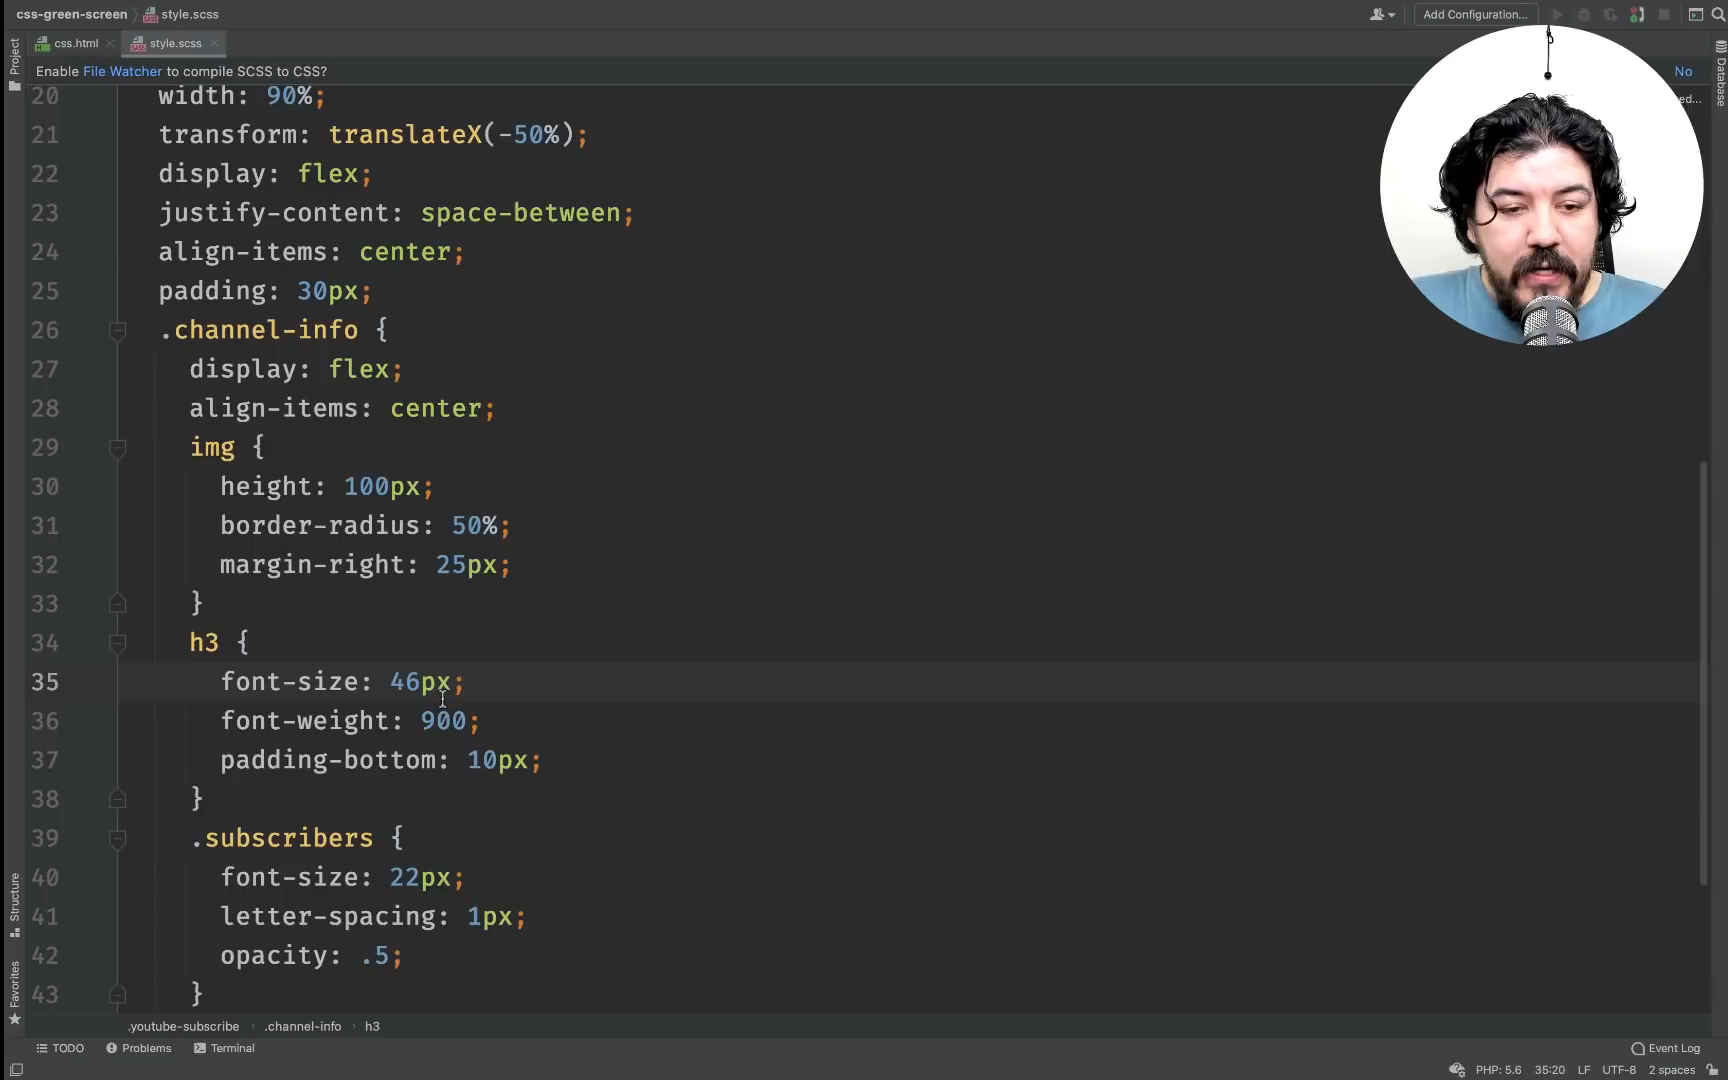 css-green-screen style.scss Add Configuration...
css.html style.scss
Enable File Watcher to compile SCSS to CSS? No
Project
Database
20 width: 90%;
21 transform: translateX(-50%);
22 display: flex;
23 justify-content: space-between;
24 align-items: center;
25 padding: 30px;
26 .channel-info {
27 display: flex;
28 align-items: center;
29 img {
30 height: 100px;
31 border-radius: 50%;
32 margin-right: 25px;
33 }
34 h3 {
35 font-size: 46px;
36 font-weight: 900;
37 padding-bottom: 10px;
38 }
39 .subscribers {
40 font-size: 22px;
41 letter-spacing: 1px;
42 opacity: .5;
43 }
Structure
Favorites
.youtube-subscribe > .channel-info > h3
TODO Problems Terminal Event Log
PHP: 5.6 35:20 LF UTF-8 2 spaces